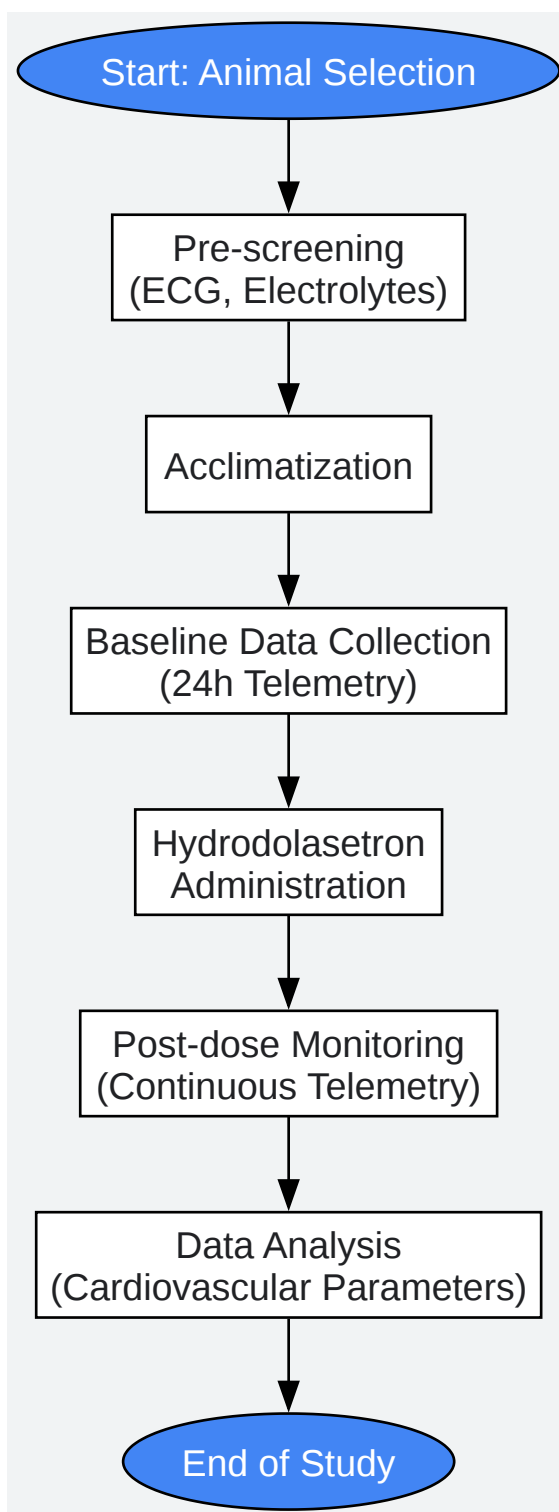 Start: Animal Selection
Pre-screening
(ECG, Electrolytes)
Acclimatization
Baseline Data Collection
(24h Telemetry)
Hydrodolasetron
Administration
Post-dose Monitoring
(Continuous Telemetry)
Data Analysis
(Cardiovascular Parameters)
End of Study